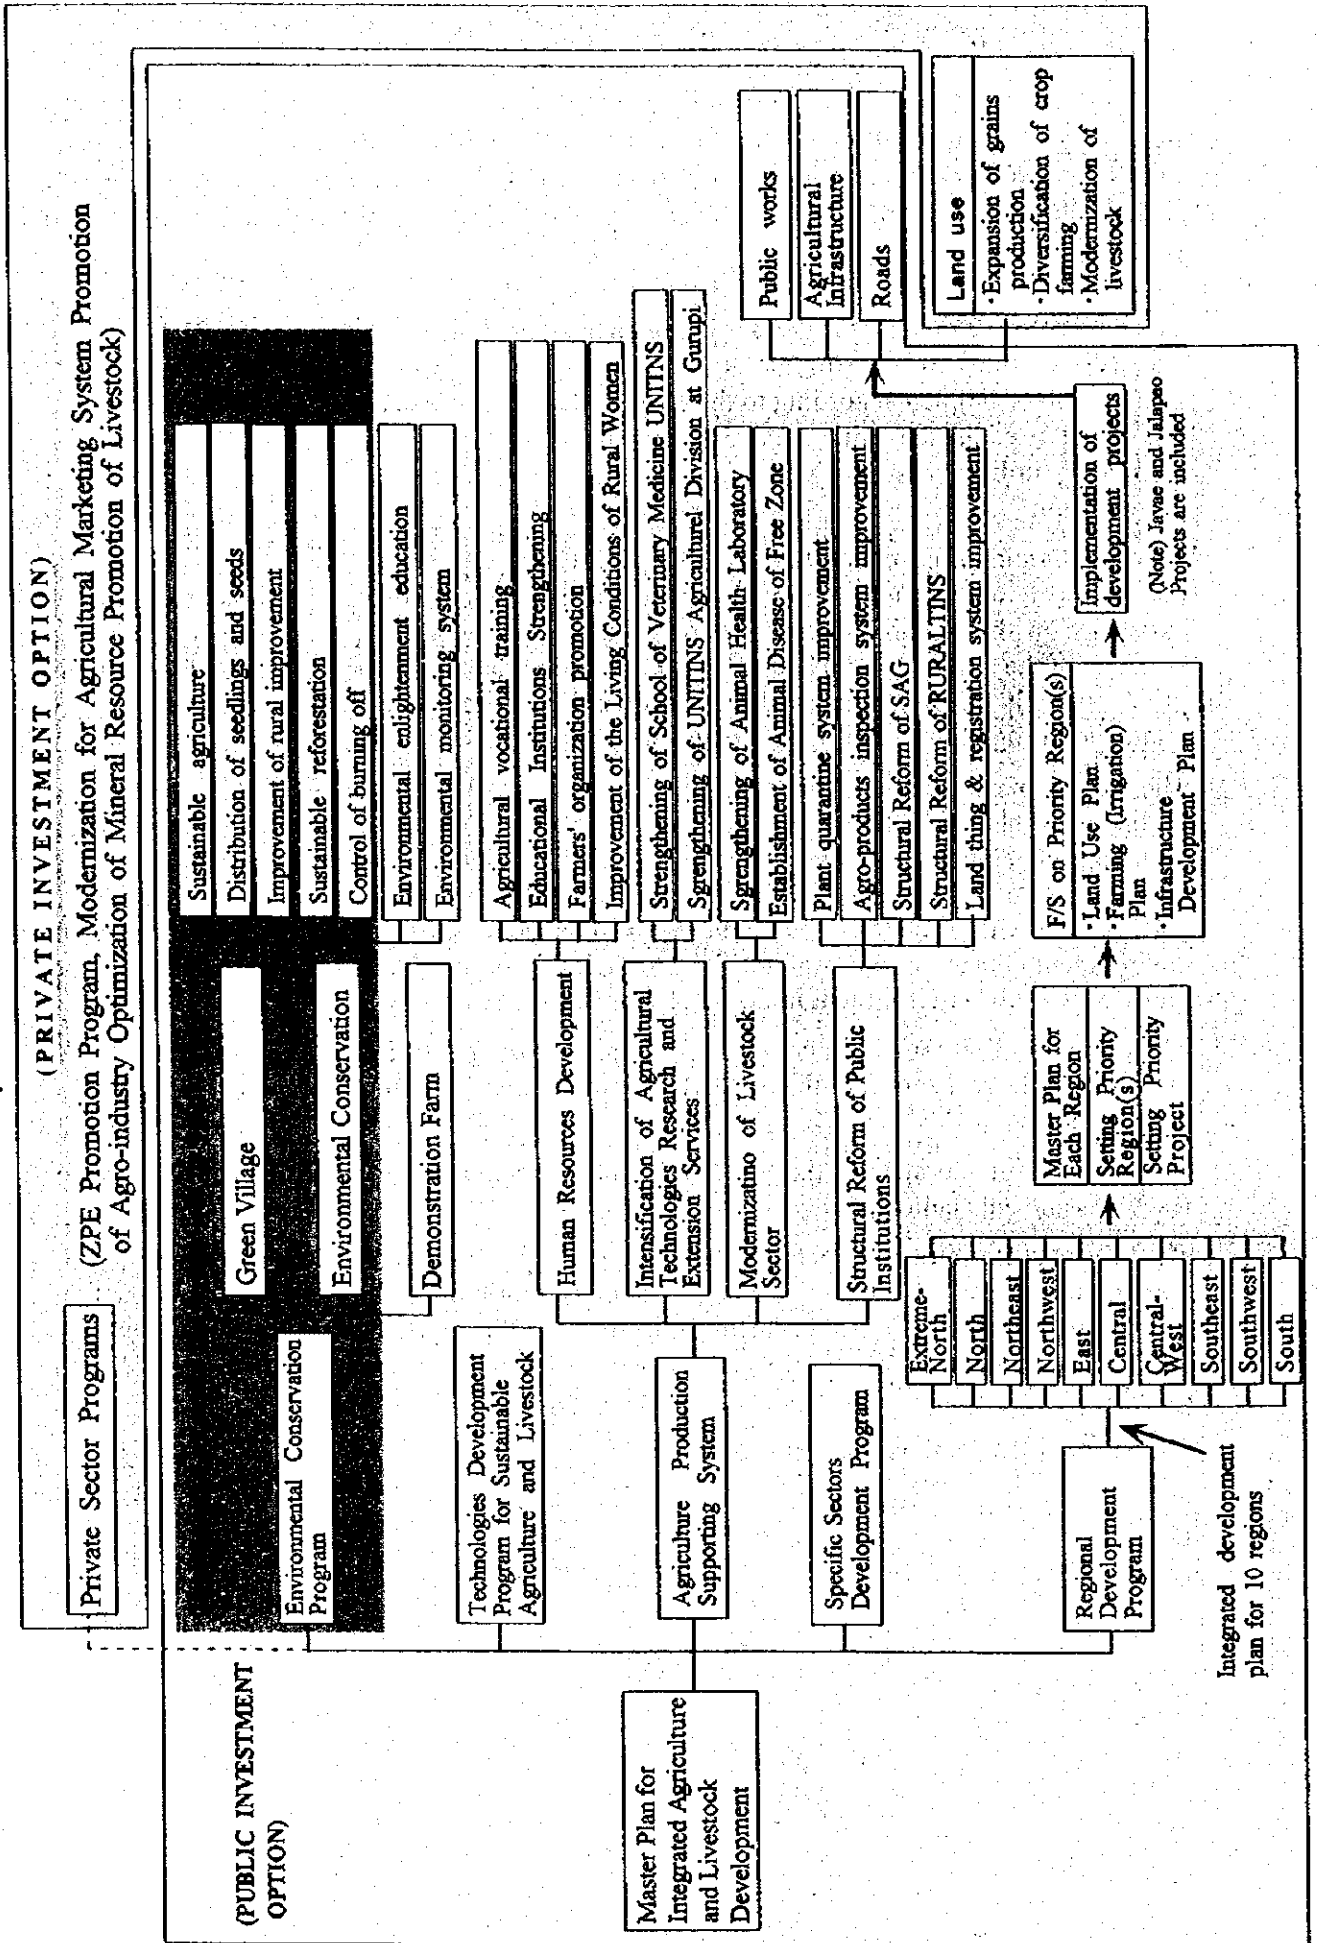 (PRIVATE INVESTMENT OPTION)
Private Sector Programs
(ZPE Promotion Program, Modernization for Agricultural Marketing System Promotion
of Agro-industry Optimization of Mineral Resource Promotion of Livestock)
(PUBLIC INVESTMENT
OPTION)
Master Plan for
Integrated Agriculture
and Livestock
Development
Environmental Conservation
Program
Green Village
Sustainable agriculture
Distribution of seedlings and seeds
Improvement of rural improvement
Sustainable reforestation
Control of burning off
Environmental Conservation
Environmental enlightenment education
Environmental monitoring system
Technologies Development
Program for Sustainable
Agriculture and Livestock
Demonstration Farm
Agriculture Production
Supporting System
Human Resources Development
Agricultural vocational training
Educational Institutions Strengthening
Farmers' organization promotion
Improvement of the Living Conditions of Rural Women
Intensification of Agricultural
Technologies Research and
Extension Services
Strengthening of School of Veterinary Medicine UNITNS
Sgrengthening of UNITINS Agriculturel Division at Gurupi
Modernizatino of Livestock
Sector
Sgrengthening of Animal Health Laboratory
Establishment of Animal Disease of Free Zone
Structural Reform of Public
Institutions
Plant quarantine system improvement
Agro-products inspection system improvement
Structural Reform of SAG
Structural Reform of RURALTINS
Land thing & registration system improvement
Specific Sectors
Development Program
Regional
Development
Program
Integrated development
plan for 10 regions
Extreme-
North
North
Northeast
Northwest
East
Central
Central-
West
Southeast
Southwest
South
Master Plan for
Each Region
Setting Priority
Region(s)
Setting Priority
Project
F/S on Priority Region(s)
·Land Use Plan
·Farming (Irrigation)
Plan
·Infrastructure
Development Plan
Implementation of
development projects
(Note) Javae and Jalapao
Projects are included
Public works
Agricultural
Infrastructure
Roads
Land use
·Expansion of grains
production
·Diversification of crop
farming
·Modernization of
livestock